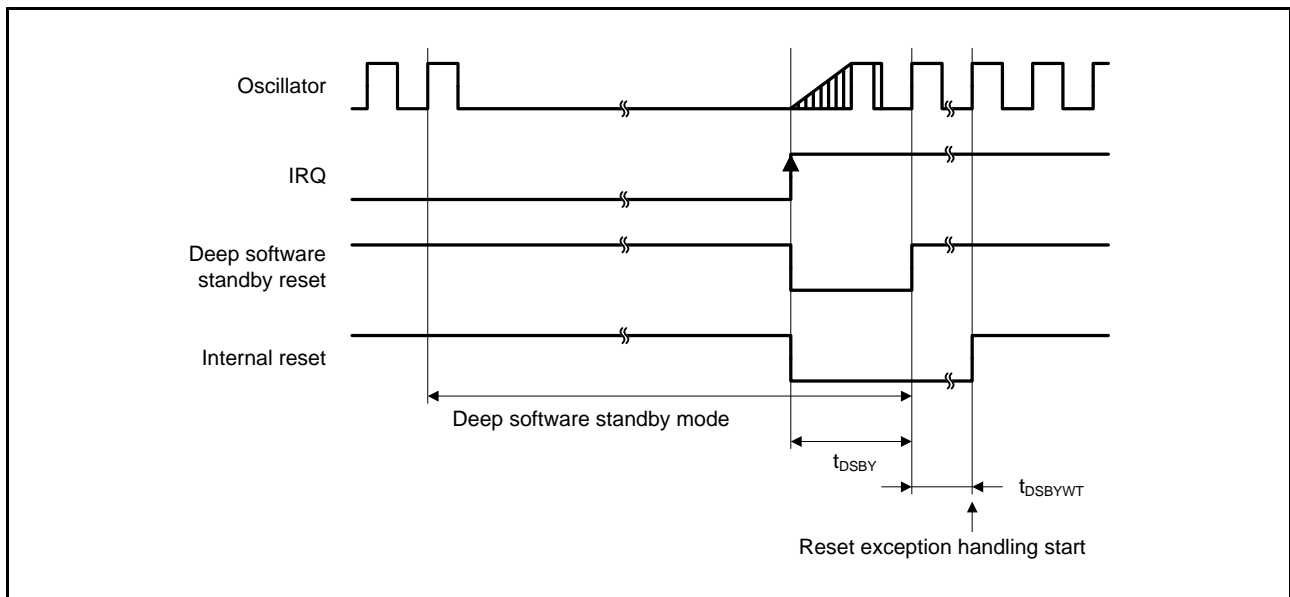 Oscillator
IRQ
Deep software
standby reset
Internal reset
Deep software standby mode
tDSBY
tDSBYWT
Reset exception handling start